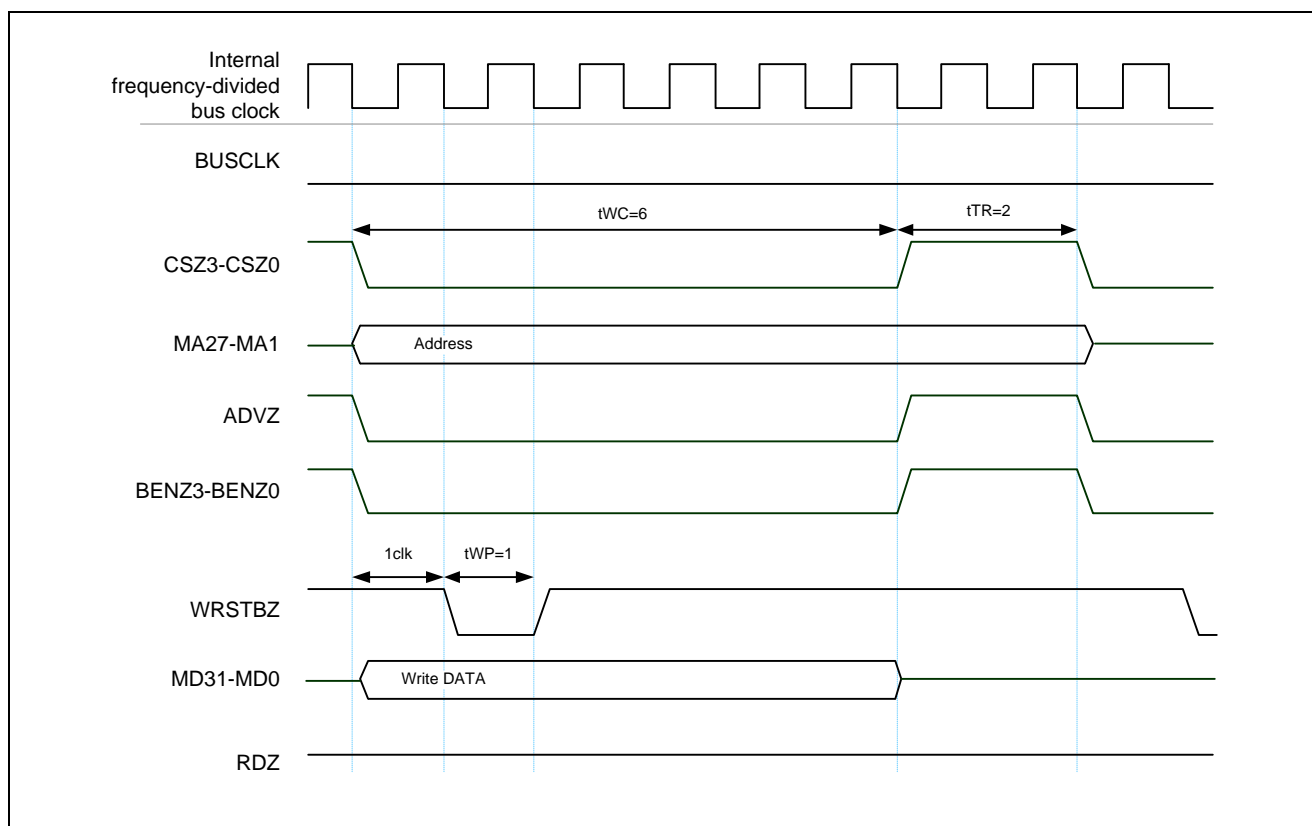 Internal
frequency-divided
bus clock
BUSCLK
tWC=6
tTR=2
CSZ3-CSZ0
MA27-MA1
Address
ADVZ
BENZ3-BENZ0
1clk
tWP=1
WRSTBZ
MD31-MD0
Write DATA
RDZ